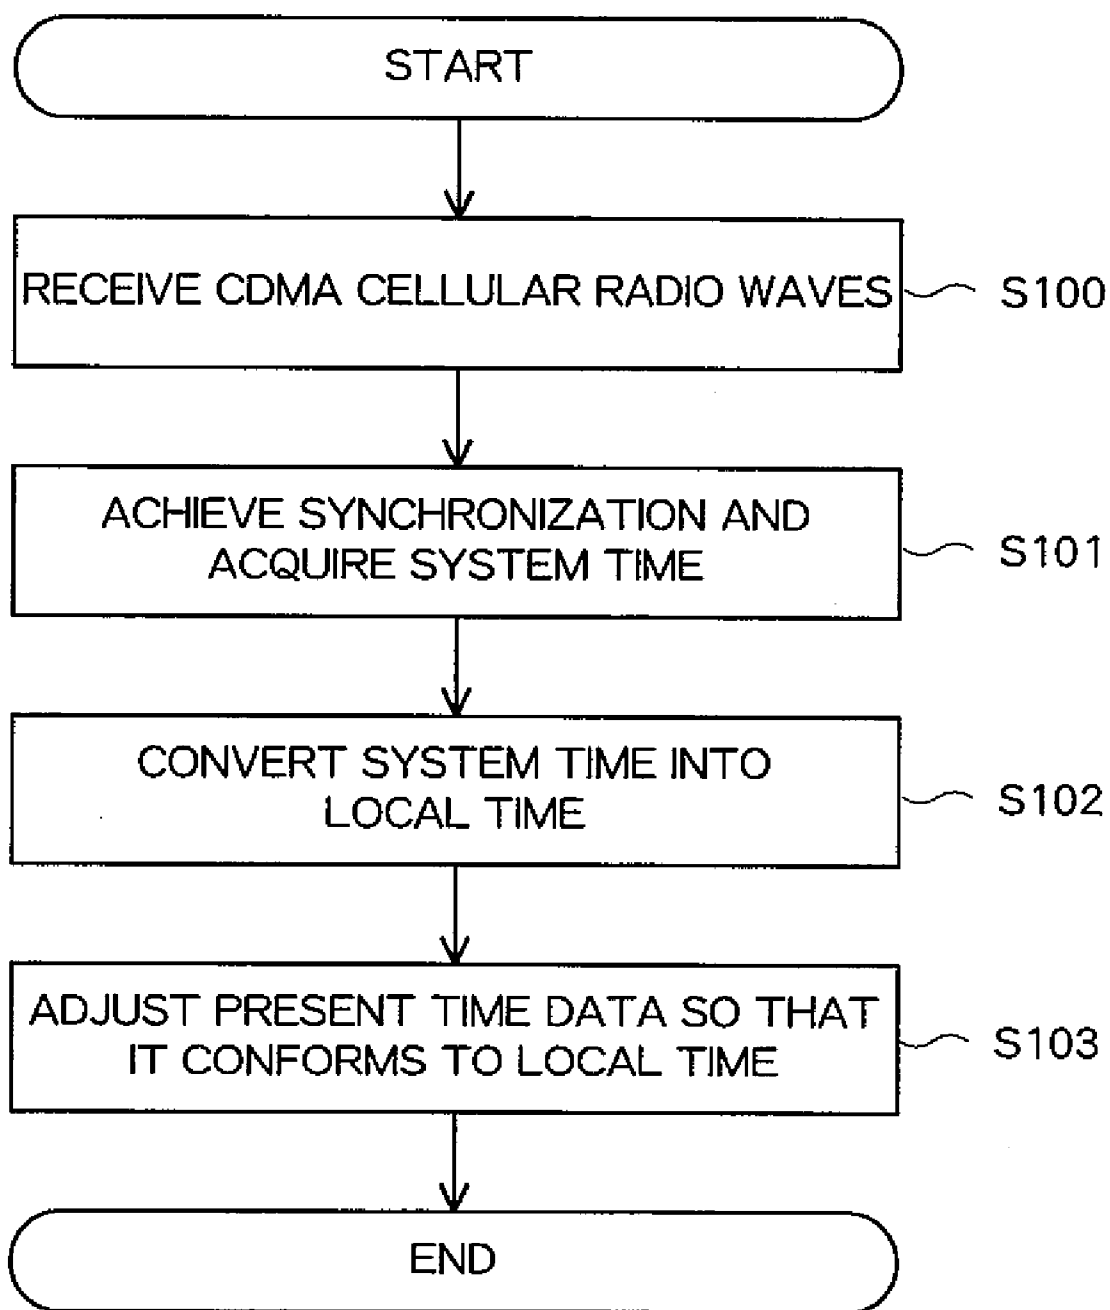 START
RECEIVE CDMA CELLULAR RADIO WAVES
S100
ACHIEVE SYNCHRONIZATION AND
ACQUIRE SYSTEM TIME
S101
CONVERT SYSTEM TIME INTO
LOCAL TIME
S102
ADJUST PRESENT TIME DATA SO THAT
IT CONFORMS TO LOCAL TIME
S103
END